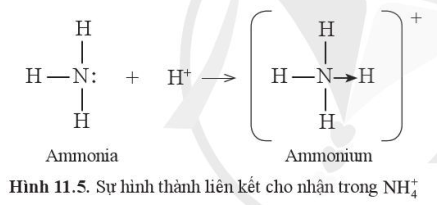 H H
H—N: + H⁺ ⟶ [H—N→H]⁺
H H
Ammonia Ammonium
Hình 11.5. Sự hình thành liên kết cho nhận trong NH₄⁺